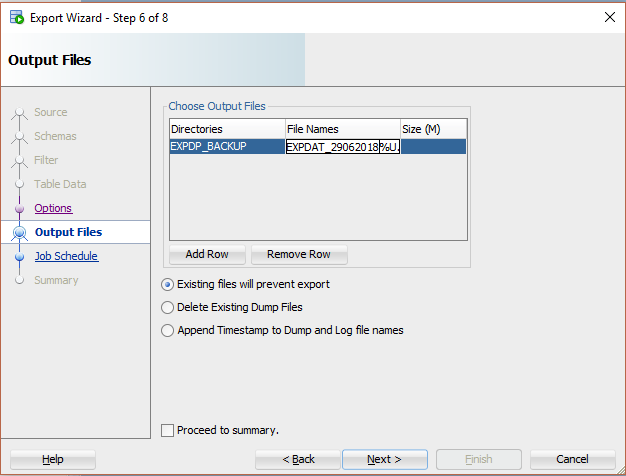 Export Wizard - Step 6 of 8
Output Files
Source
Schemas
Filter
Table Data
Options
Output Files
Job Schedule
Summary
Choose Output Files
Directories File Names Size (M)
EXPDP_BACKUP EXPDAT_29062018%U.
Add Row Remove Row
Existing files will prevent export
Delete Existing Dump Files
Append Timestamp to Dump and Log file names
Proceed to summary.
Help < Back Next > Finish Cancel